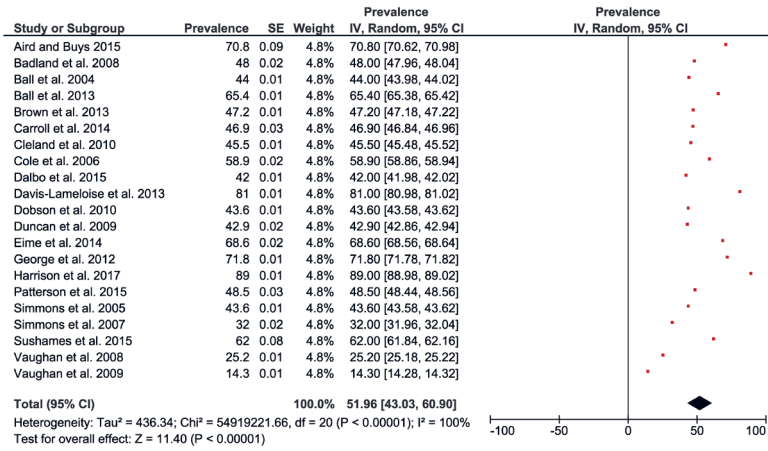 Prevalence Prevalence
Study or Subgroup Prevalence SE Weight IV, Random, 95% CI IV, Random, 95% CI
Aird and Buys 2015 70.8 0.09 4.8% 70.80 [70.62, 70.98]
Badland et al. 2008 48 0.02 4.8% 48.00 [47.96, 48.04]
Ball et al. 2004 44 0.01 4.8% 44.00 [43.98, 44.02]
Ball et al. 2013 65.4 0.01 4.8% 65.40 [65.38, 65.42]
Brown et al. 2013 47.2 0.01 4.8% 47.20 [47.18, 47.22]
Carroll et al. 2014 46.9 0.03 4.8% 46.90 [46.84, 46.96]
Cleland et al. 2010 45.5 0.01 4.8% 45.50 [45.48, 45.52]
Cole et al. 2006 58.9 0.02 4.8% 58.90 [58.86, 58.94]
Dalbo et al. 2015 42 0.01 4.8% 42.00 [41.98, 42.02]
Davis-Lameloise et al. 2013 81 0.01 4.8% 81.00 [80.98, 81.02]
Dobson et al. 2010 43.6 0.01 4.8% 43.60 [43.58, 43.62]
Duncan et al. 2009 42.9 0.02 4.8% 42.90 [42.86, 42.94]
Eime et al. 2014 68.6 0.02 4.8% 68.60 [68.56, 68.64]
George et al. 2012 71.8 0.01 4.8% 71.80 [71.78, 71.82]
Harrison et al. 2017 89 0.01 4.8% 89.00 [88.98, 89.02]
Patterson et al. 2015 48.5 0.03 4.8% 48.50 [48.44, 48.56]
Simmons et al. 2005 43.6 0.01 4.8% 43.60 [43.58, 43.62]
Simmons et al. 2007 32 0.02 4.8% 32.00 [31.96, 32.04]
Sushames et al. 2015 62 0.08 4.8% 62.00 [61.84, 62.16]
Vaughan et al. 2008 25.2 0.01 4.8% 25.20 [25.18, 25.22]
Vaughan et al. 2009 14.3 0.01 4.8% 14.30 [14.28, 14.32]
Total (95% CI) 100.0% 51.96 [43.03, 60.90]
Heterogeneity: Tau² = 436.34; Chi² = 54919221.66, df = 20 (P < 0.00001); I² = 100%
Test for overall effect: Z = 11.40 (P < 0.00001)
-100 -50 0 50 100